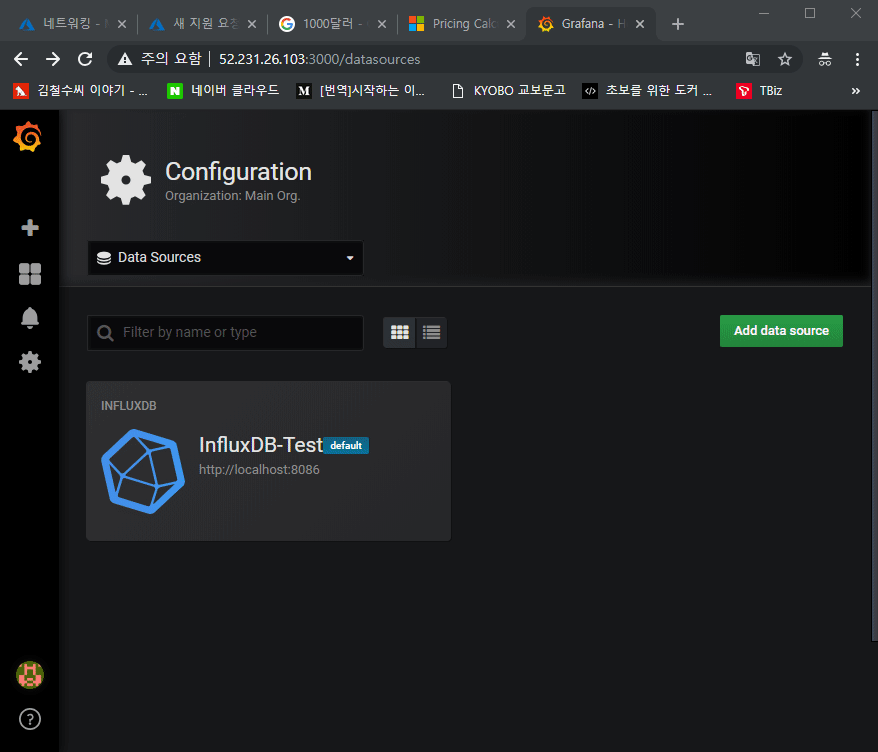 네트워킹 -
새 지원 요청
1000달러 -
Pricing Calc
Grafana - H
주의 요함
52.231.26.103:3000/datasources
김철수씨 이야기 - ...
네이버 클라우드
[번역]시작하는 이...
KYOBO 교보문고
초보를 위한 도커 ...
TBiz
»
Configuration
Organization: Main Org.
Data Sources
Filter by name or type
Add data source
INFLUXDB
InfluxDB-Test default
http://localhost:8086